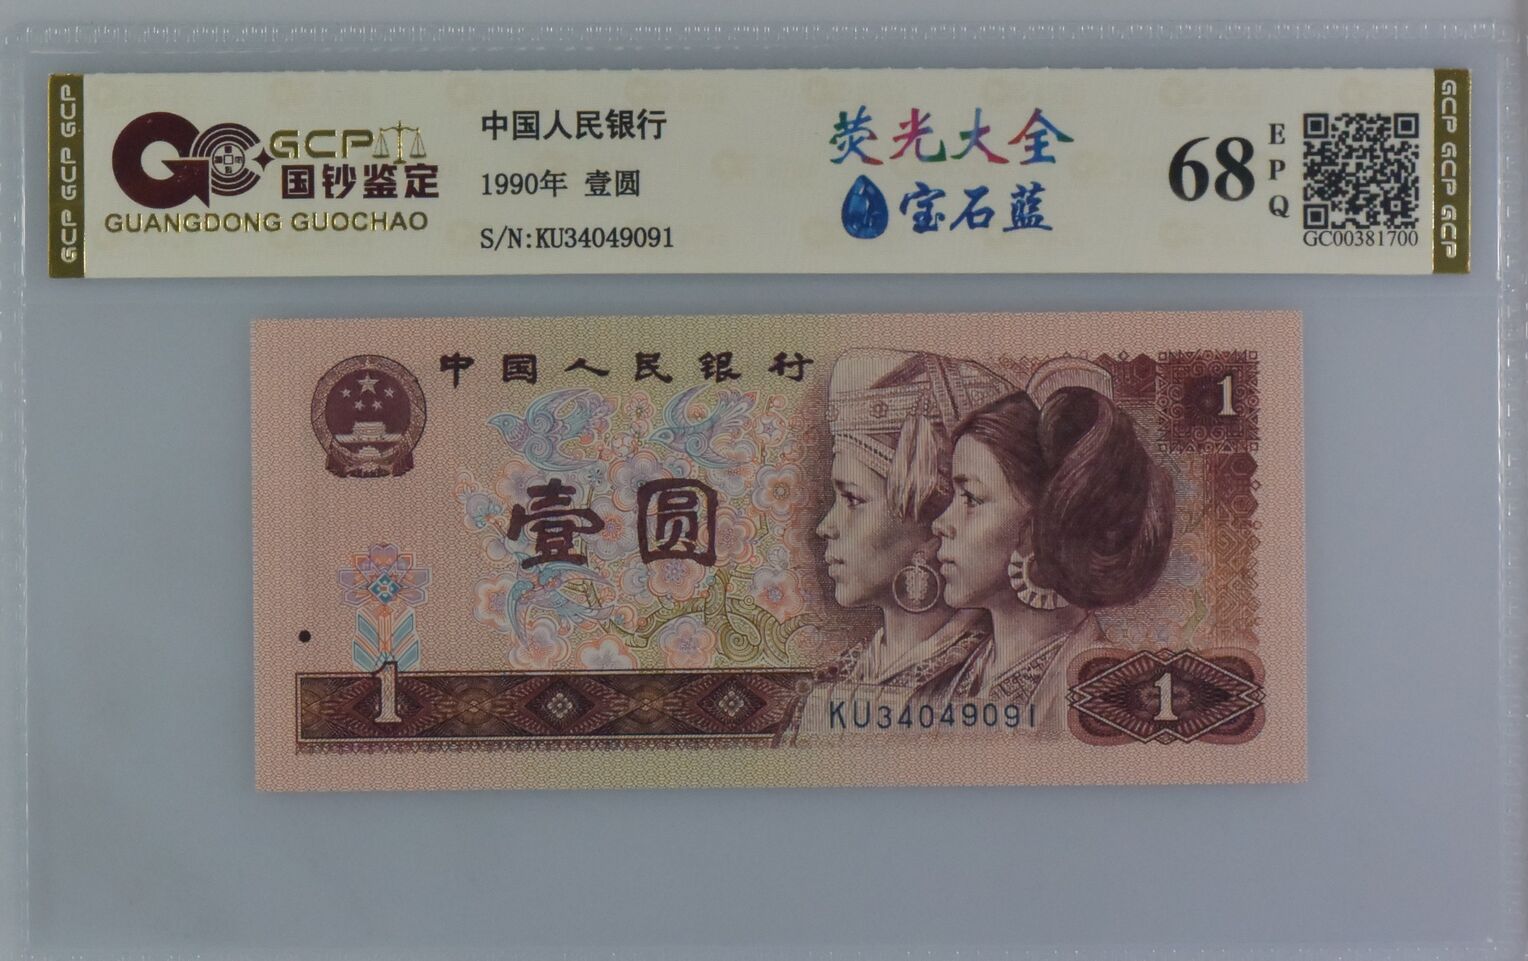 GCP GCP GCP
GCP
国钞鉴定
GUANGDONG GUOCHAO
中国人民银行
1990年 壹圆
S/N:KU34049091
荧光大全
宝石蓝
68
EPQ
GC00381700
GCP GCP GCP
中国人民银行
1
壹圆
1
KU34049091
1